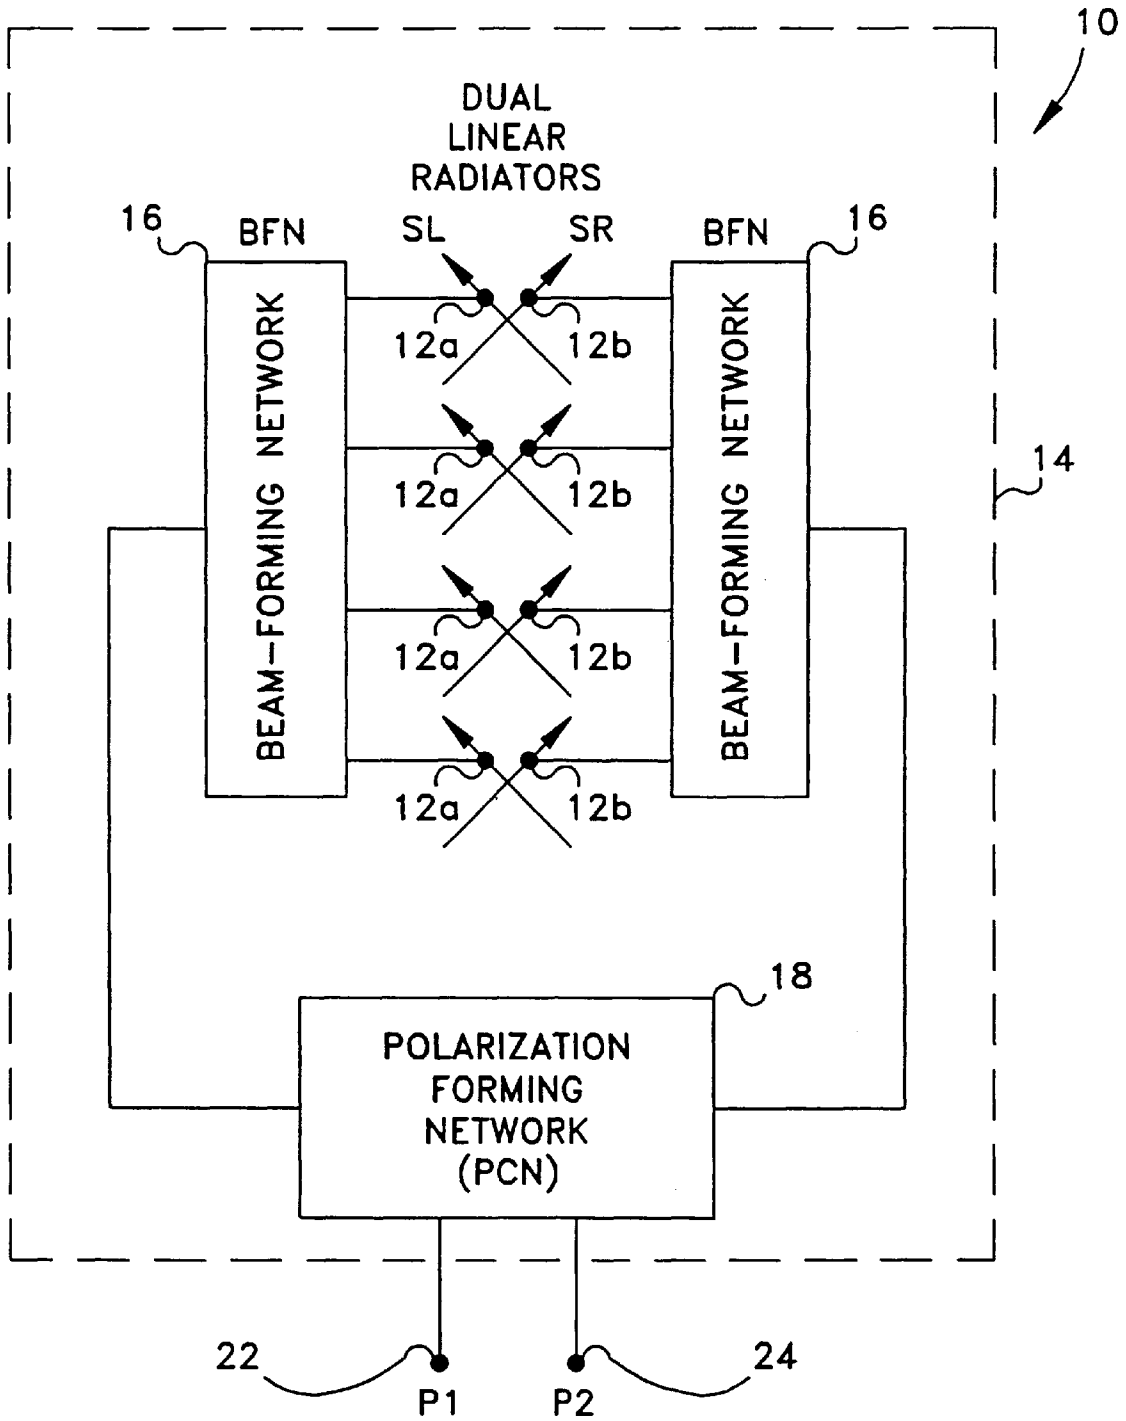 10
DUAL
LINEAR
RADIATORS
16
BFN
SL
SR
BFN
16
BEAM-FORMING NETWORK
BEAM-FORMING NETWORK
12a
12b
12a
12b
14
12a
12b
12a
12b
18
POLARIZATION
FORMING
NETWORK
(PCN)
22
24
P1
P2